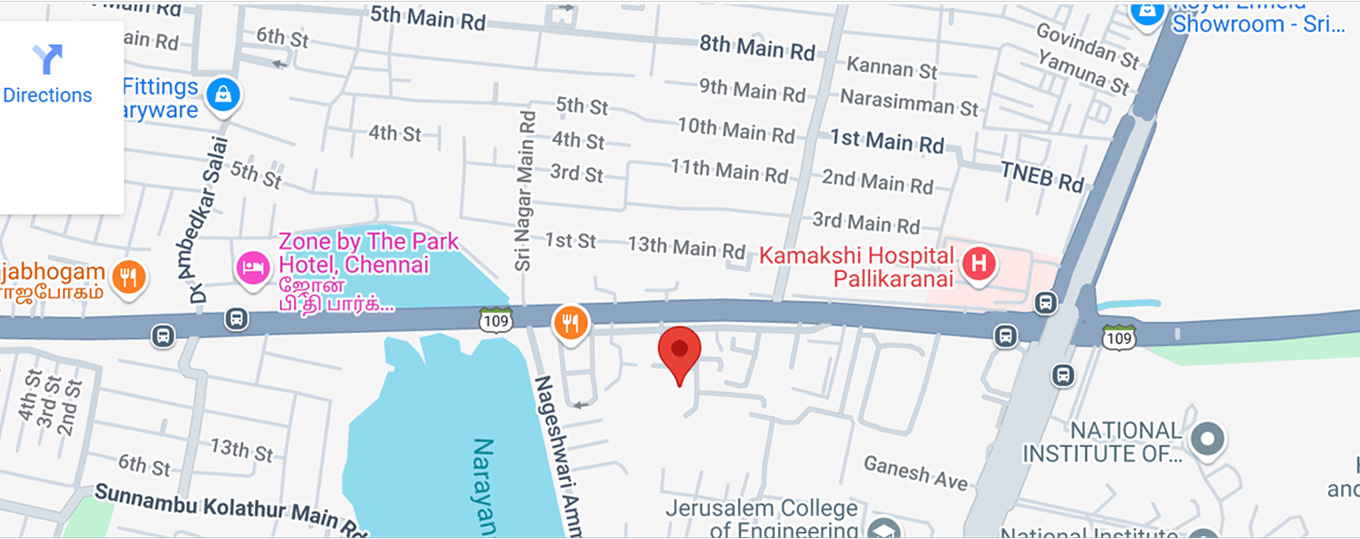 st Main Rd
5th Main Rd
Royal Enfield
Showroom - Sri...
ain Rd
6th St
8th Main Rd
Govindan St
Yamuna St
Kannan St
Directions
Fittings
aryware
9th Main Rd
Narasimman St
5th St
4th St
Sri Nagar Main Rd
4th St
10th Main Rd
1st Main Rd
Dr Ambedkar Salai
5th St
3rd St
11th Main Rd
2nd Main Rd
TNEB Rd
3rd Main Rd
Zone by The Park
Hotel, Chennai
ஜோன்
பி தி பார்க்...
1st St
13th Main Rd
Kamakshi Hospital
Pallikaranai
H
jabhogam
ராஜபோகம்
109
109
4th St
3rd St
2nd St
Nageshwari Amm
13th St
6th St
Narayan
NATIONAL
INSTITUTE OF...
Ganesh Ave
Sunnambu Kolathur Main Rd
and
Jerusalem College
of Engineering
National Institute